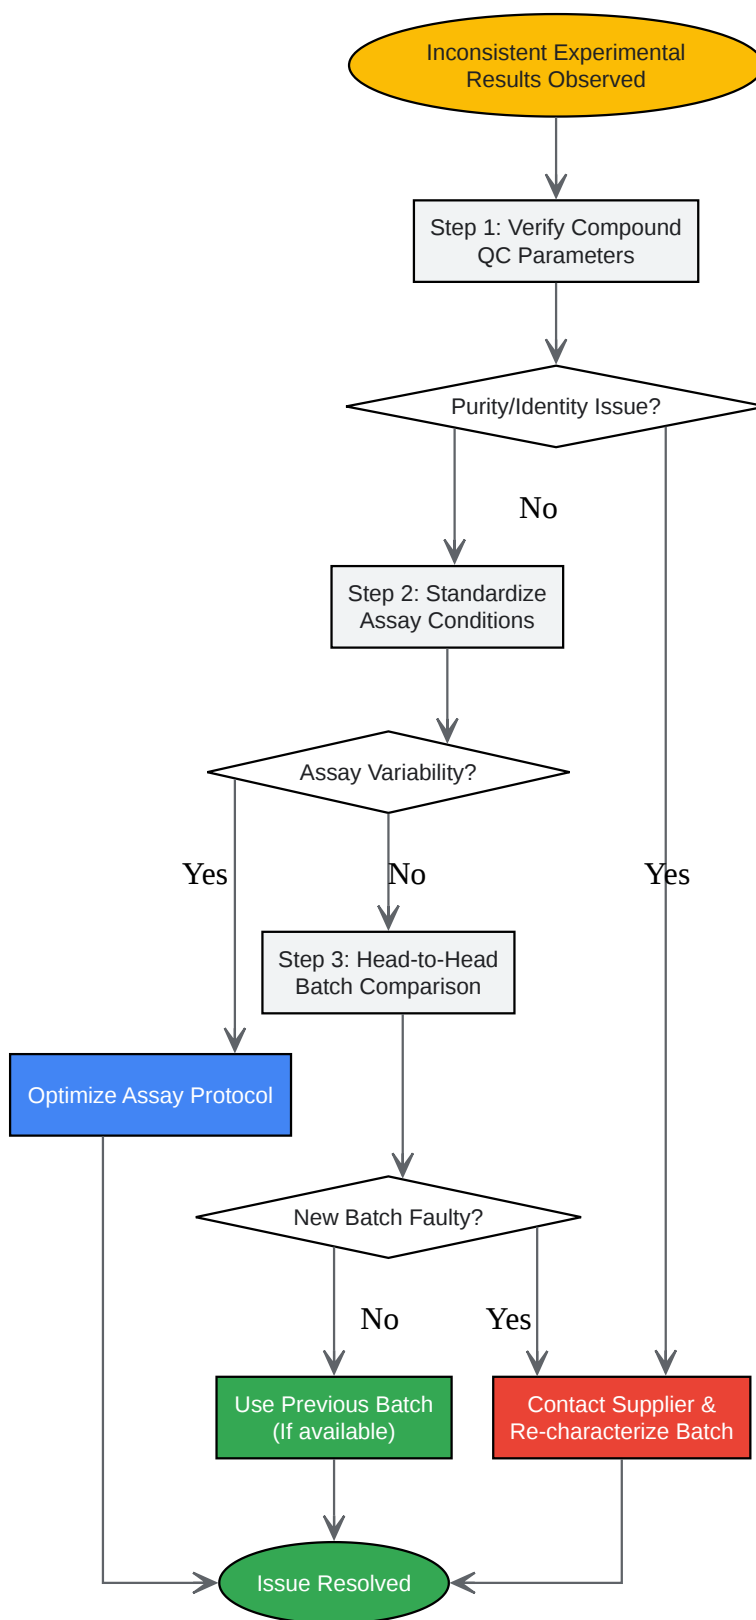 Inconsistent Experimental
Results Observed
Step 1: Verify Compound
QC Parameters
Purity/Identity Issue?
No
Step 2: Standardize
Assay Conditions
Assay Variability?
Yes
No
Yes
Step 3: Head-to-Head
Batch Comparison
Optimize Assay Protocol
New Batch Faulty?
No
Yes
Use Previous Batch
(If available)
Contact Supplier &
Re-characterize Batch
Issue Resolved